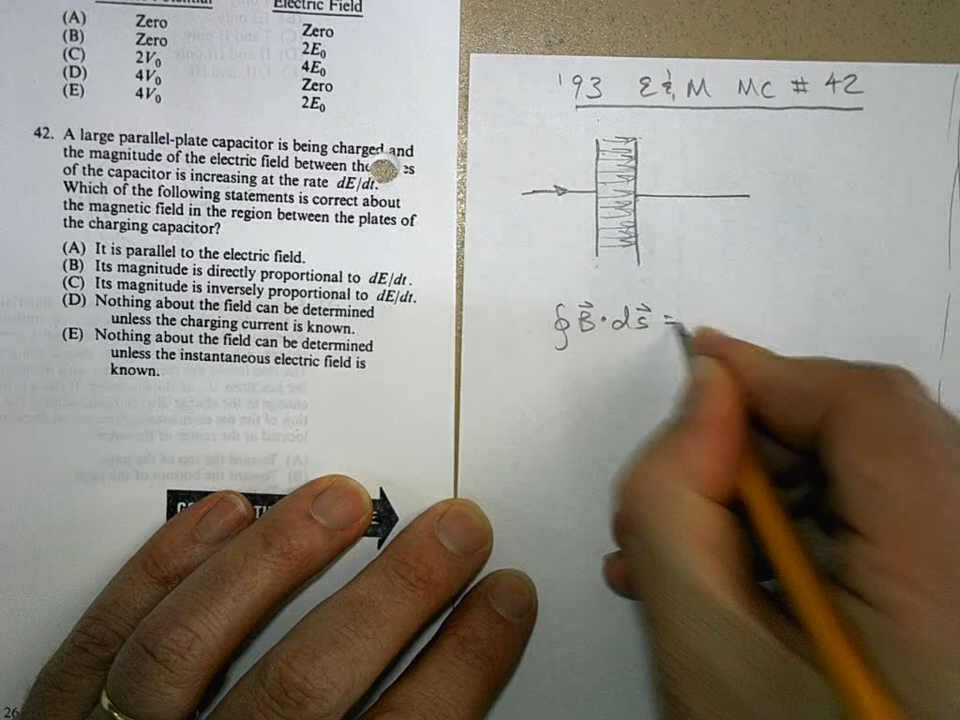 Electric Field
(A) Zero Zero
(B) Zero 2E₀
(C) 2V₀ 4E₀
(D) 4V₀ Zero
(E) 4V₀ 2E₀
42. A large parallel-plate capacitor is being charged and
the magnitude of the electric field between the
of the capacitor is increasing at the rate dE/dt.
Which of the following statements is correct about
the magnetic field in the region between the plates of
the charging capacitor?
(A) It is parallel to the electric field.
(B) Its magnitude is directly proportional to dE/dt.
(C) Its magnitude is inversely proportional to dE/dt.
(D) Nothing about the field can be determined
unless the charging current is known.
(E) Nothing about the field can be determined
unless the instantaneous electric field is
known.
26
'93 E & M MC # 42
∮ B⃗ • ds⃗ =